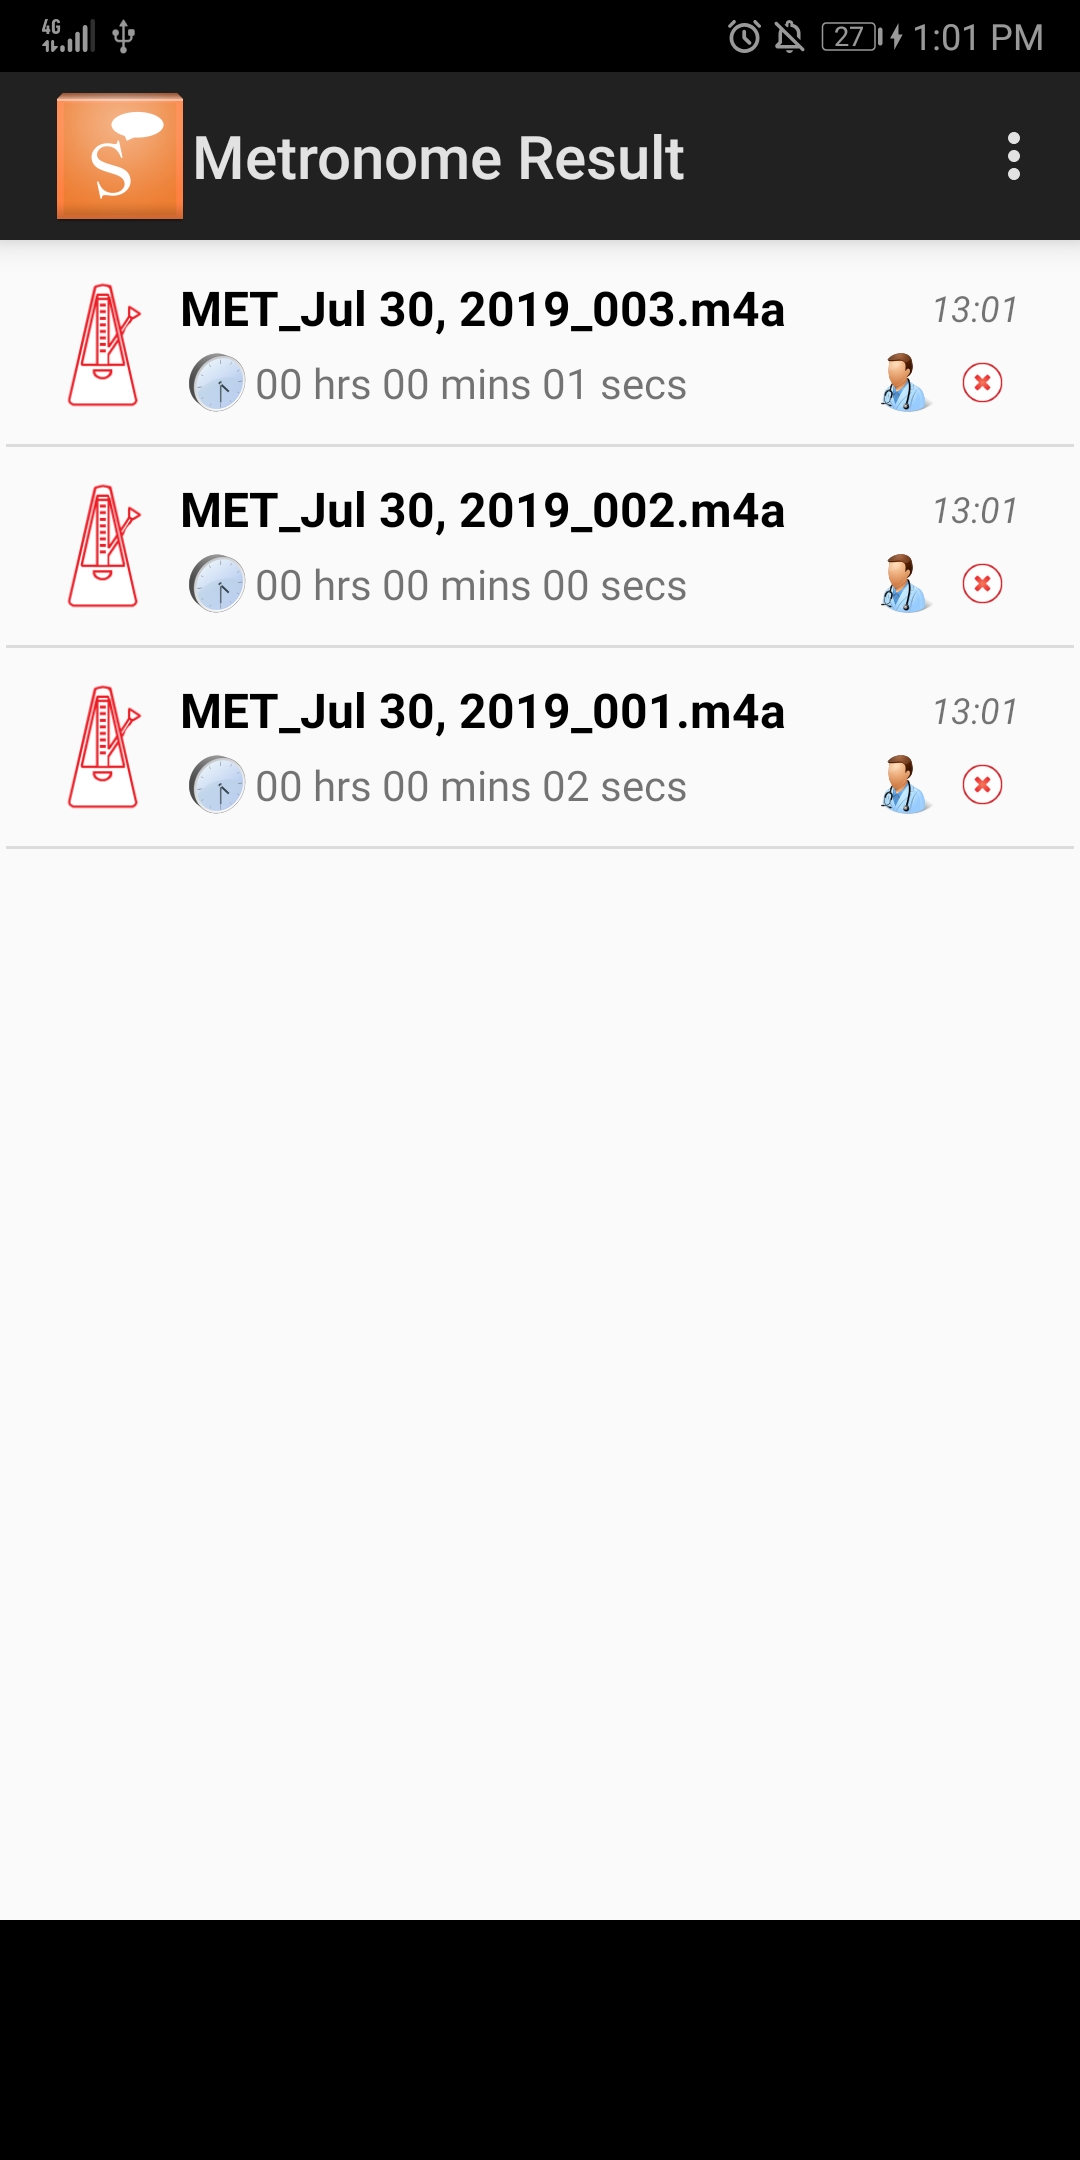 4G 27 1:01 PM
S Metronome Result
MET_Jul 30, 2019_003.m4a 13:01
00 hrs 00 mins 01 secs
MET_Jul 30, 2019_002.m4a 13:01
00 hrs 00 mins 00 secs
MET_Jul 30, 2019_001.m4a 13:01
00 hrs 00 mins 02 secs